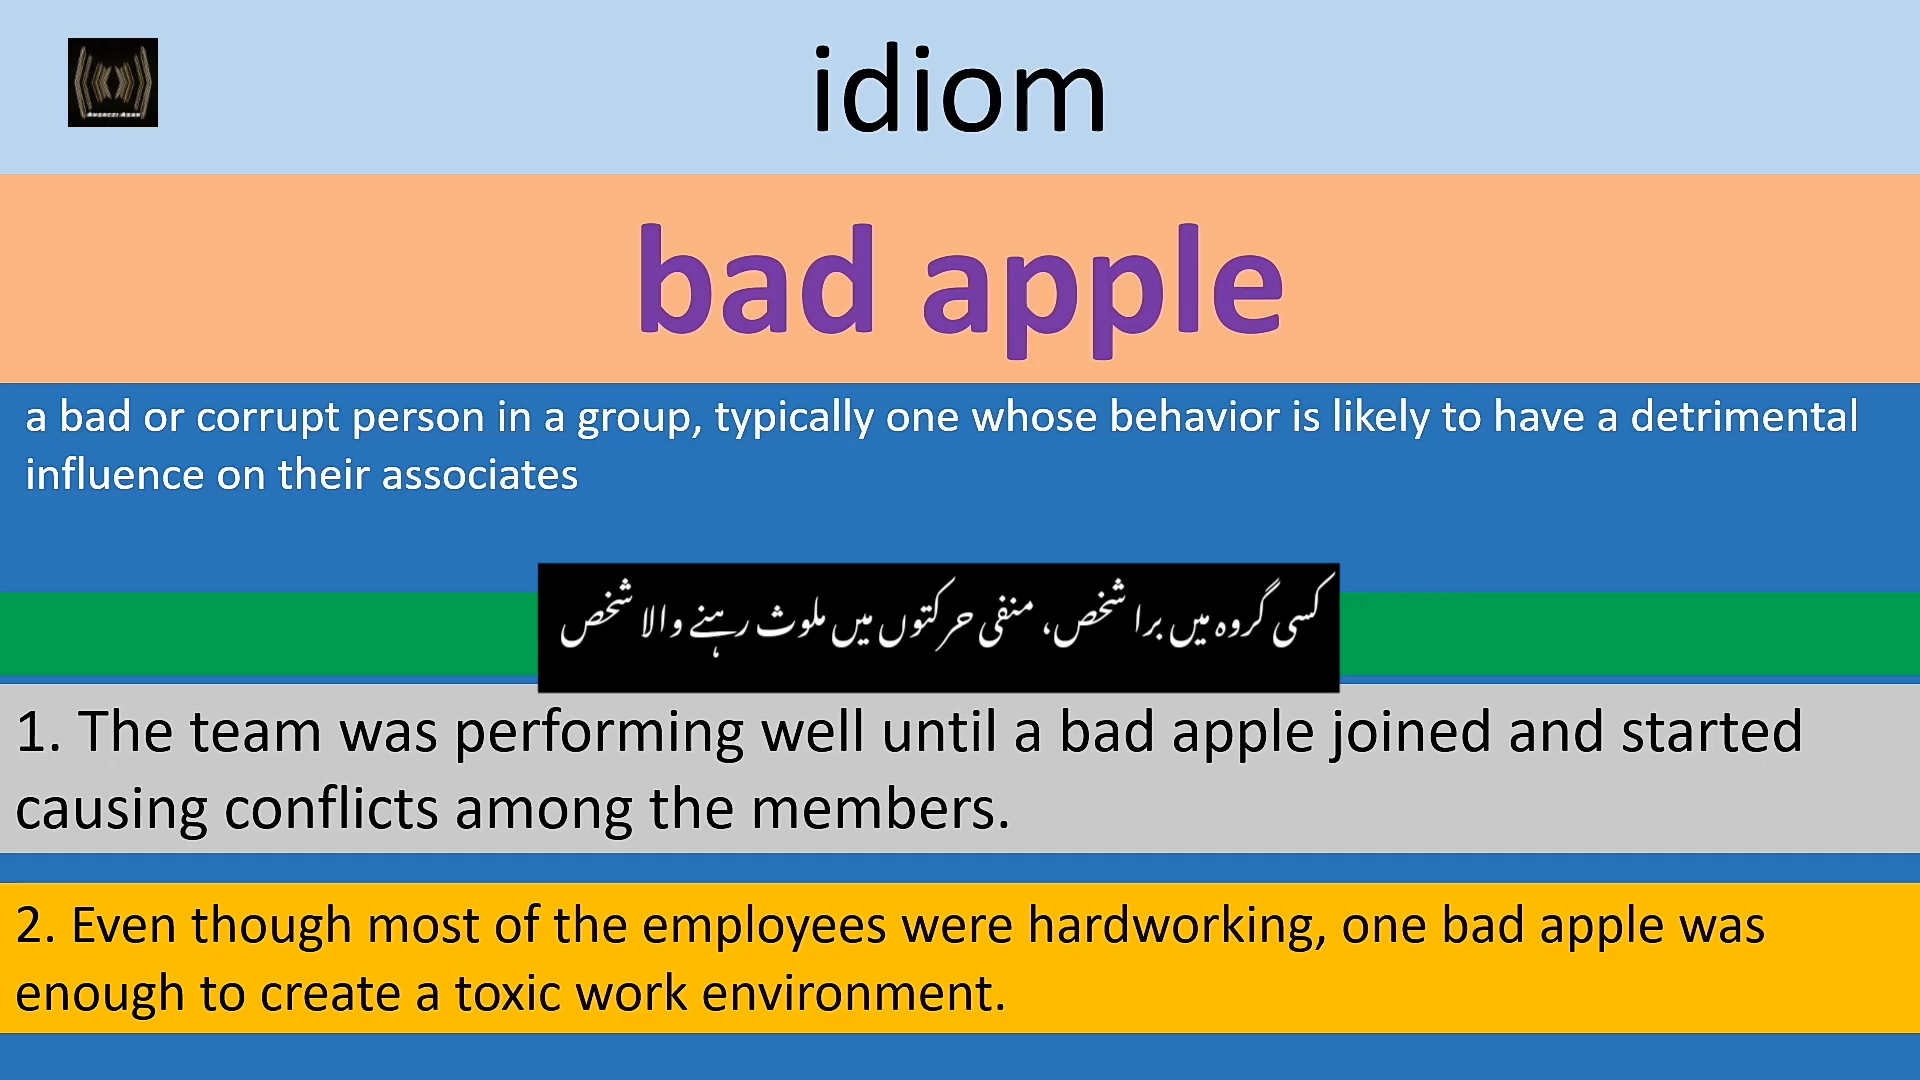 ANGREZI ASAN
idiom
bad apple
a bad or corrupt person in a group, typically one whose behavior is likely to have a detrimental
influence on their associates
کسی گروہ میں برا شخص، منفی حرکتوں میں ملوث رہنے والا شخص
1. The team was performing well until a bad apple joined and started
causing conflicts among the members.
2. Even though most of the employees were hardworking, one bad apple was
enough to create a toxic work environment.